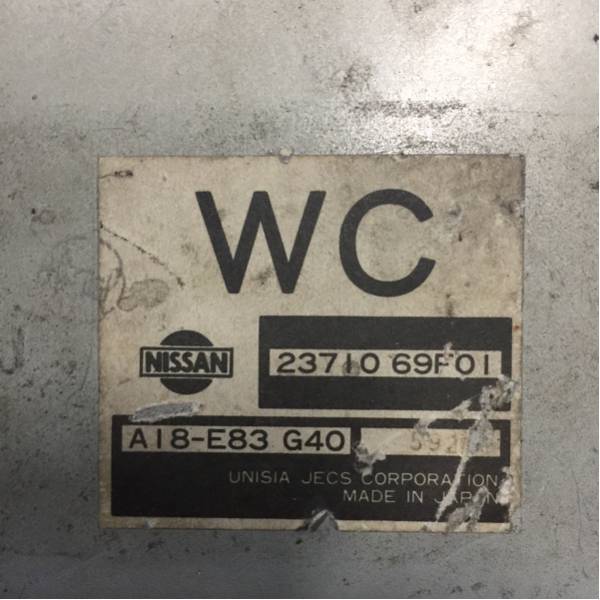 WC
NISSAN
23710 69F01
A18-E83 G40
UNISIA JECS CORPORATION
MADE IN JAPAN